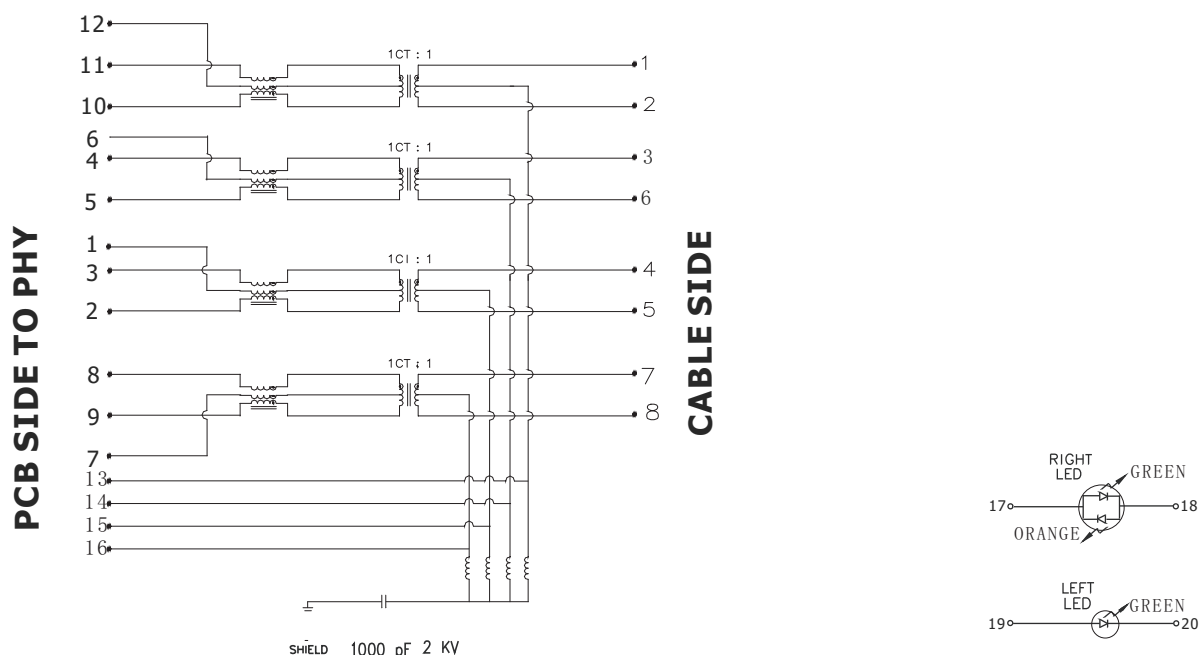 12
1CT : 1
11
1
10
2
6
1CT : 1
4
3
5
6
1
1CI : 1
3
4
2
5
1CT : 1
8
7
9
8
7
13
14
15
16
PCB SIDE TO PHY
CABLE SIDE
SHIELD 1000 pF 2 KV
RIGHT
LED
GREEN
17
18
ORANGE
LEFT
LED
GREEN
19
20